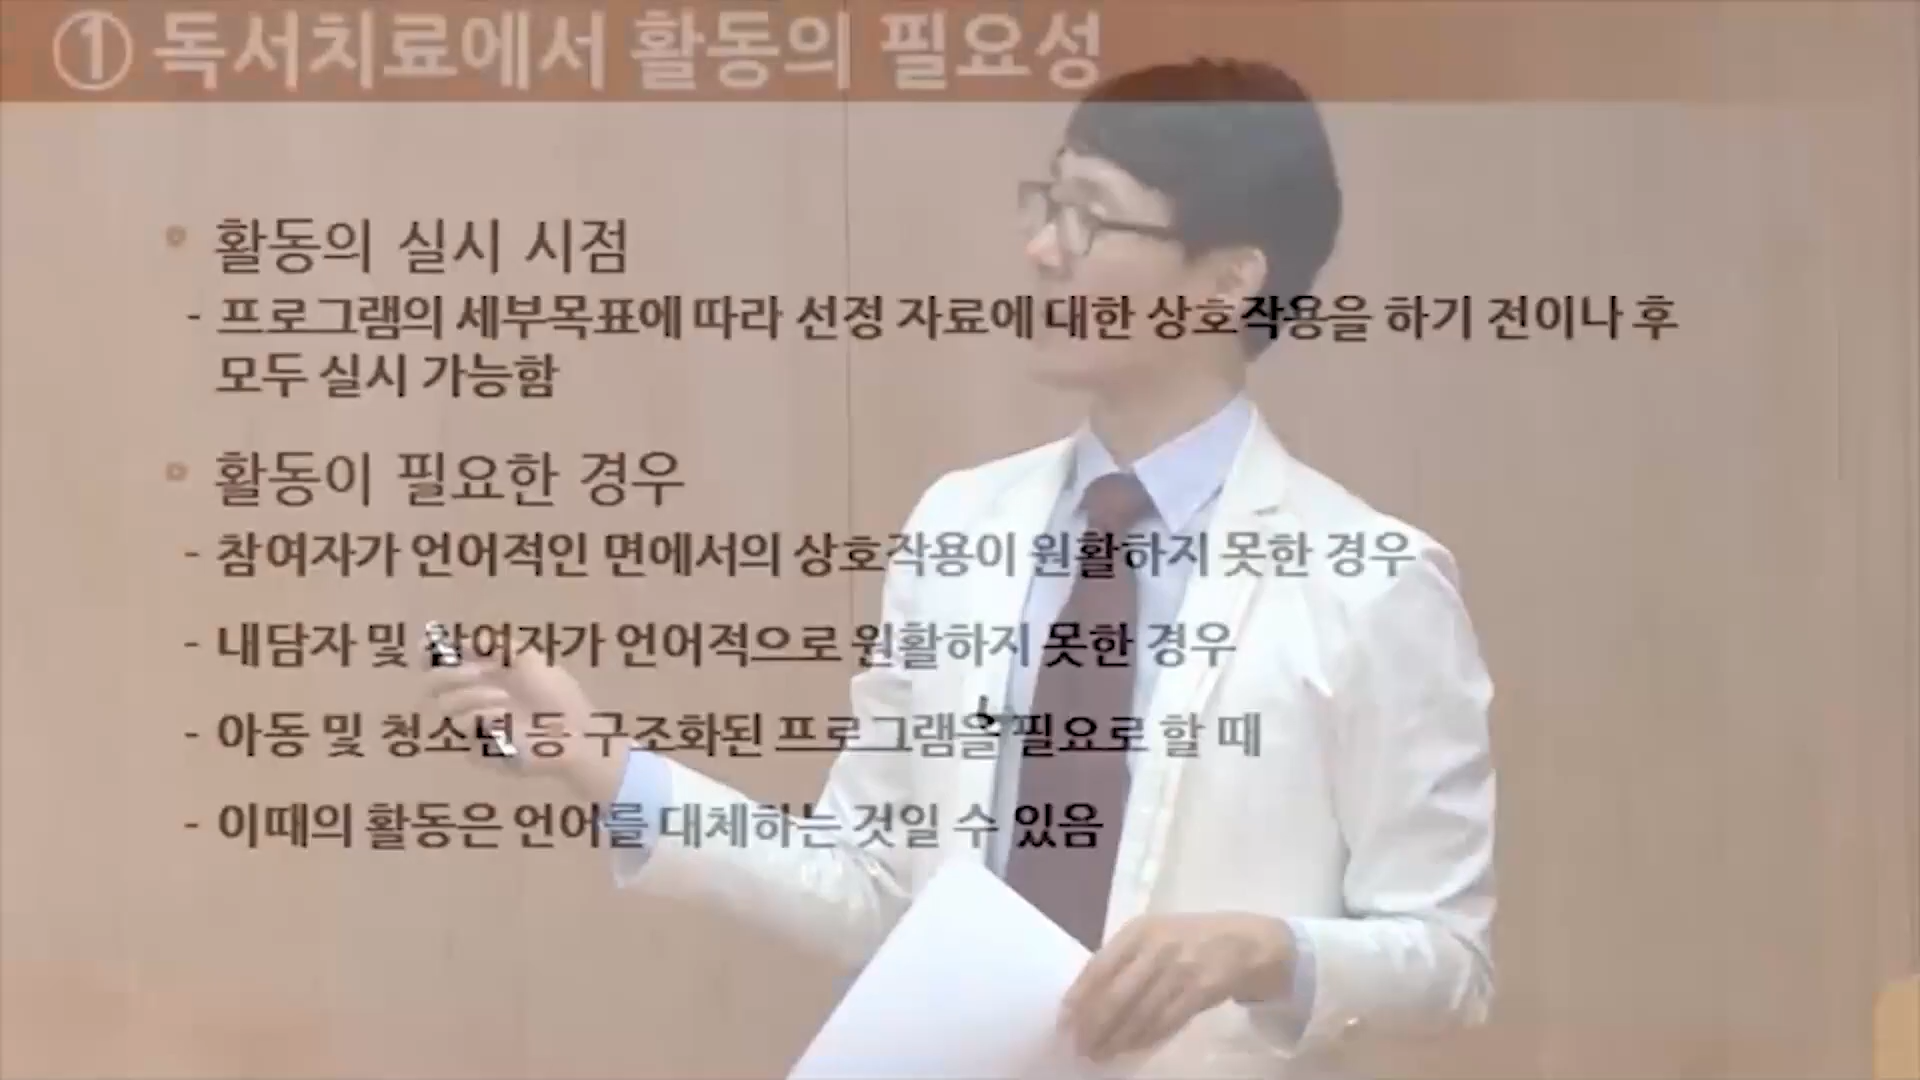 ① 독서치료에서 활동의 필요성
활동의 실시 시점
- 프로그램의 세부목표에 따라 선정 자료에 대한 상호작용을 하기 전이나 후
모두 실시 가능함
활동이 필요한 경우
- 참여자가 언어적인 면에서의 상호작용이 원활하지 못한 경우
- 내담자 및 참여자가 언어적으로 원활하지 못한 경우
- 아동 및 청소년 등 구조화된 프로그램을 필요로 할 때
- 이때의 활동은 언어를 대체하는 것일 수 있음